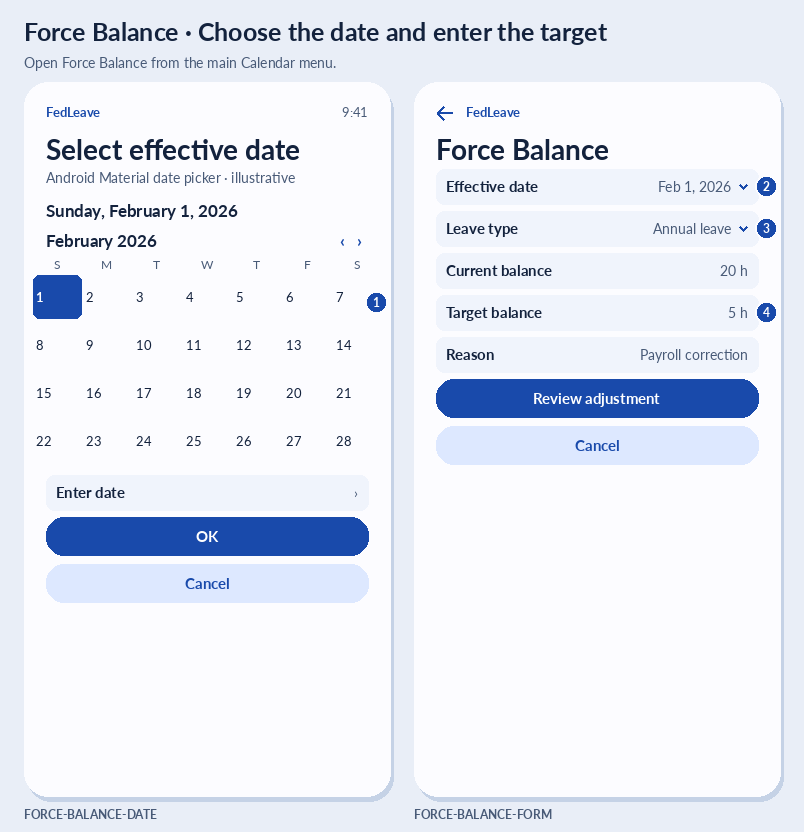 Force Balance · Choose the date and enter the target
Open Force Balance from the main Calendar menu.
FedLeave 9:41
Select effective date
Android Material date picker · illustrative
Sunday, February 1, 2026
February 2026 ‹ ›
S M T W T F S
1 2 3 4 5 6 7 1
8 9 10 11 12 13 14
15 16 17 18 19 20 21
22 23 24 25 26 27 28
Enter date ›
OK
Cancel
FORCE-BALANCE-DATE
← FedLeave
Force Balance
Effective date Feb 1, 2026 2
Leave type Annual leave 3
Current balance 20 h
Target balance 5 h 4
Reason Payroll correction
Review adjustment
Cancel
FORCE-BALANCE-FORM